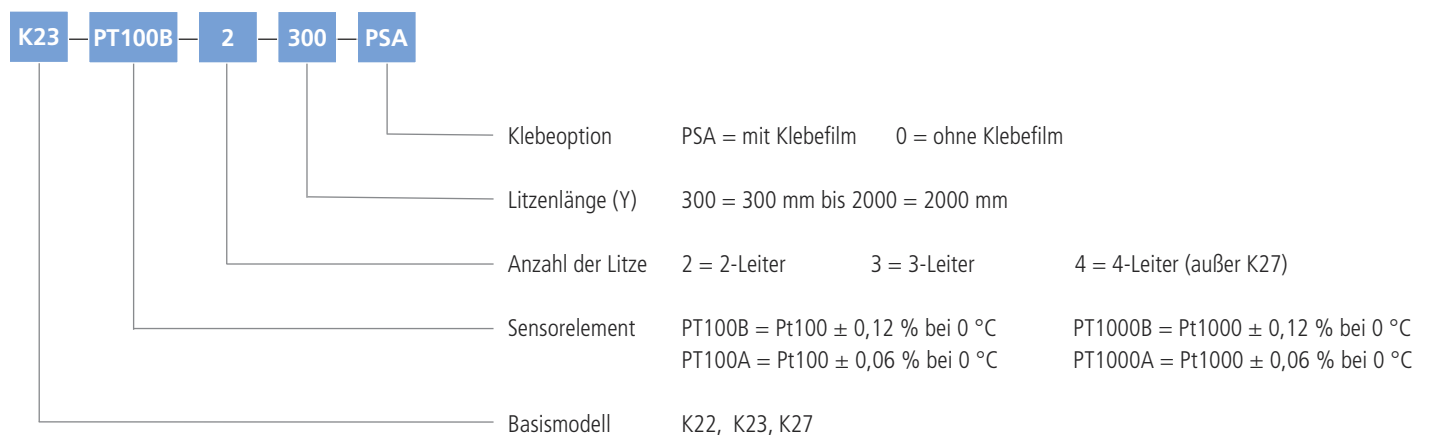 K23 PT100B 2 300 PSA
Klebeoption PSA = mit Klebefilm 0 = ohne Klebefilm
Litzenlänge (Y) 300 = 300 mm bis 2000 = 2000 mm
Anzahl der Litze 2 = 2-Leiter 3 = 3-Leiter 4 = 4-Leiter (außer K27)
Sensorelement PT100B = Pt100 ± 0,12 % bei 0 °C PT1000B = Pt1000 ± 0,12 % bei 0 °C
PT100A = Pt100 ± 0,06 % bei 0 °C PT1000A = Pt1000 ± 0,06 % bei 0 °C
Basismodell K22, K23, K27